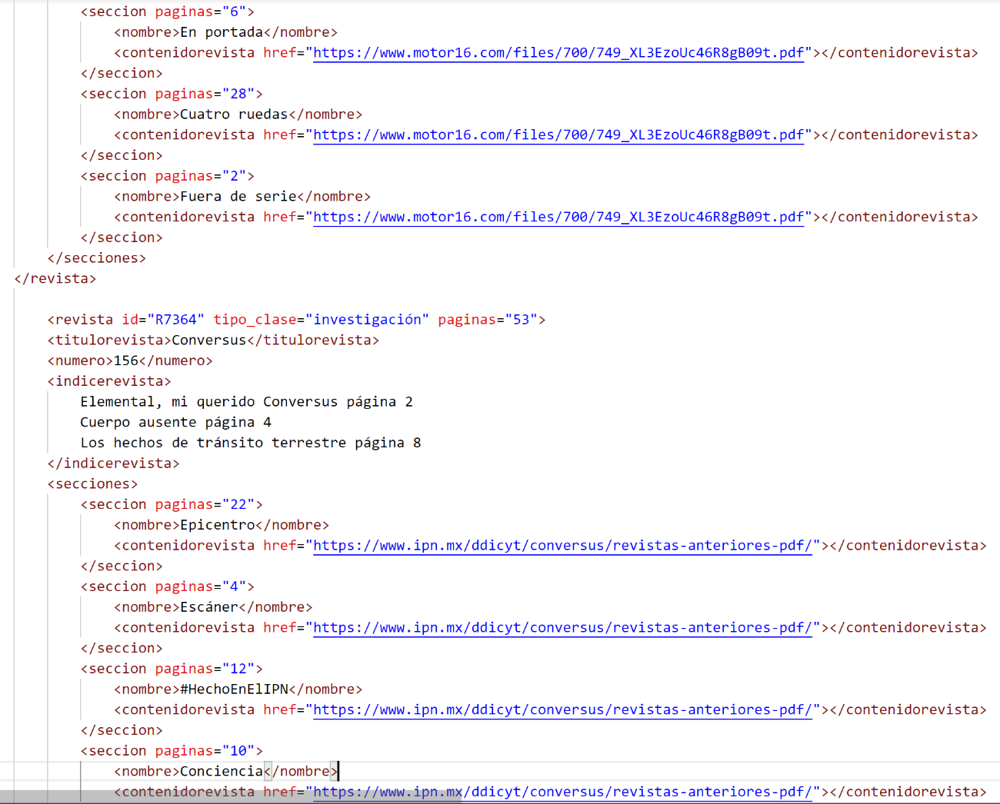 <seccion paginas="6">
<nombre>En portada</nombre>
<contenidorevista href="https://www.motor16.com/files/700/749_XL3EzoUc46R8gB09t.pdf"></contenidorevista>
</seccion>
<seccion paginas="28">
<nombre>Cuatro ruedas</nombre>
<contenidorevista href="https://www.motor16.com/files/700/749_XL3EzoUc46R8gB09t.pdf"></contenidorevista>
</seccion>
<seccion paginas="2">
<nombre>Fuera de serie</nombre>
<contenidorevista href="https://www.motor16.com/files/700/749_XL3EzoUc46R8gB09t.pdf"></contenidorevista>
</seccion>
</secciones>
</revista>
<revista id="R7364" tipo_clase="investigación" paginas="53">
<titulorevista>Conversus</titulorevista>
<numero>156</numero>
<indicerevista>
Elemental, mi querido Conversus página 2
Cuerpo ausente página 4
Los hechos de tránsito terrestre página 8
</indicerevista>
<secciones>
<seccion paginas="22">
<nombre>Epicentro</nombre>
<contenidorevista href="https://www.ipn.mx/ddicyt/conversus/revistas-anteriores-pdf/"></contenidorevista>
</seccion>
<seccion paginas="4">
<nombre>Escáner</nombre>
<contenidorevista href="https://www.ipn.mx/ddicyt/conversus/revistas-anteriores-pdf/"></contenidorevista>
</seccion>
<seccion paginas="12">
<nombre>#HechoEnElIPN</nombre>
<contenidorevista href="https://www.ipn.mx/ddicyt/conversus/revistas-anteriores-pdf/"></contenidorevista>
</seccion>
<seccion paginas="10">
<nombre>Conciencia</nombre>
<contenidorevista href="https://www.ipn.mx/ddicyt/conversus/revistas-anteriores-pdf/"></contenidorevista>